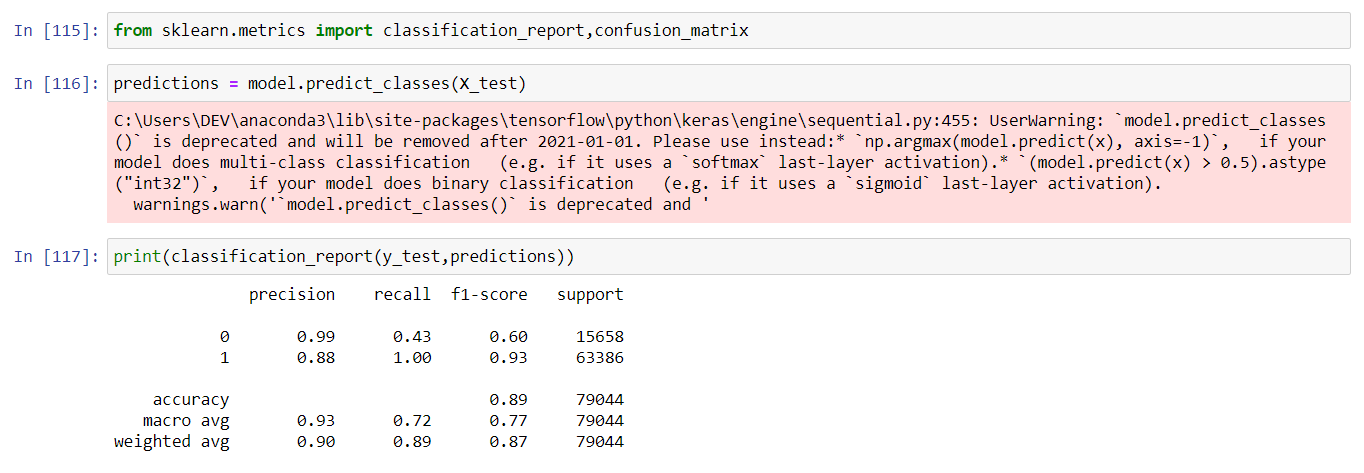 In [115]: from sklearn.metrics import classification_report,confusion_matrix
In [116]: predictions = model.predict_classes(X_test)
C:\Users\DEV\anaconda3\lib\site-packages\tensorflow\python\keras\engine\sequential.py:455: UserWarning: `model.predict_classes
()` is deprecated and will be removed after 2021-01-01. Please use instead:* `np.argmax(model.predict(x), axis=-1)`,   if your
model does multi-class classification   (e.g. if it uses a `softmax` last-layer activation).* `(model.predict(x) > 0.5).astype
("int32")`,   if your model does binary classification   (e.g. if it uses a `sigmoid` last-layer activation).
  warnings.warn('`model.predict_classes()` is deprecated and '
In [117]: print(classification_report(y_test,predictions))
              precision    recall  f1-score   support
           0       0.99      0.43      0.60     15658
           1       0.88      1.00      0.93     63386
    accuracy                           0.89     79044
   macro avg       0.93      0.72      0.77     79044
weighted avg       0.90      0.89      0.87     79044